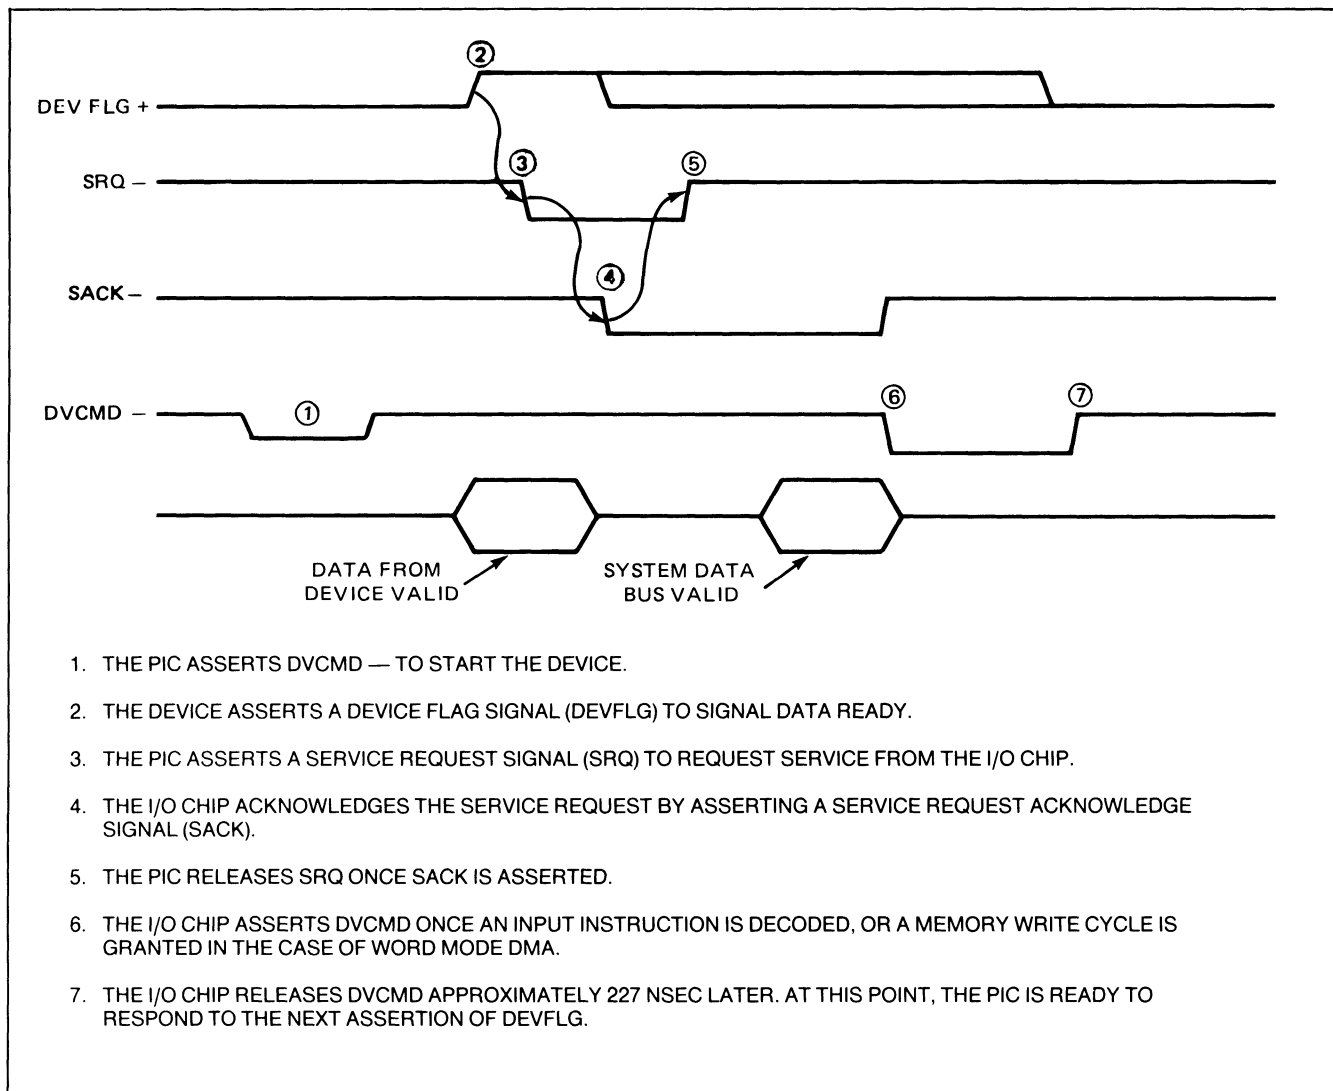 ②
DEV FLG +
③
⑤
SRQ –
④
SACK –
①
⑥
⑦
DVCMD –
DATA FROM
DEVICE VALID
SYSTEM DATA
BUS VALID
1. THE PIC ASSERTS DVCMD — TO START THE DEVICE.
2. THE DEVICE ASSERTS A DEVICE FLAG SIGNAL (DEVFLG) TO SIGNAL DATA READY.
3. THE PIC ASSERTS A SERVICE REQUEST SIGNAL (SRQ) TO REQUEST SERVICE FROM THE I/O CHIP.
4. THE I/O CHIP ACKNOWLEDGES THE SERVICE REQUEST BY ASSERTING A SERVICE REQUEST ACKNOWLEDGE
SIGNAL (SACK).
5. THE PIC RELEASES SRQ ONCE SACK IS ASSERTED.
6. THE I/O CHIP ASSERTS DVCMD ONCE AN INPUT INSTRUCTION IS DECODED, OR A MEMORY WRITE CYCLE IS
GRANTED IN THE CASE OF WORD MODE DMA.
7. THE I/O CHIP RELEASES DVCMD APPROXIMATELY 227 NSEC LATER. AT THIS POINT, THE PIC IS READY TO
RESPOND TO THE NEXT ASSERTION OF DEVFLG.